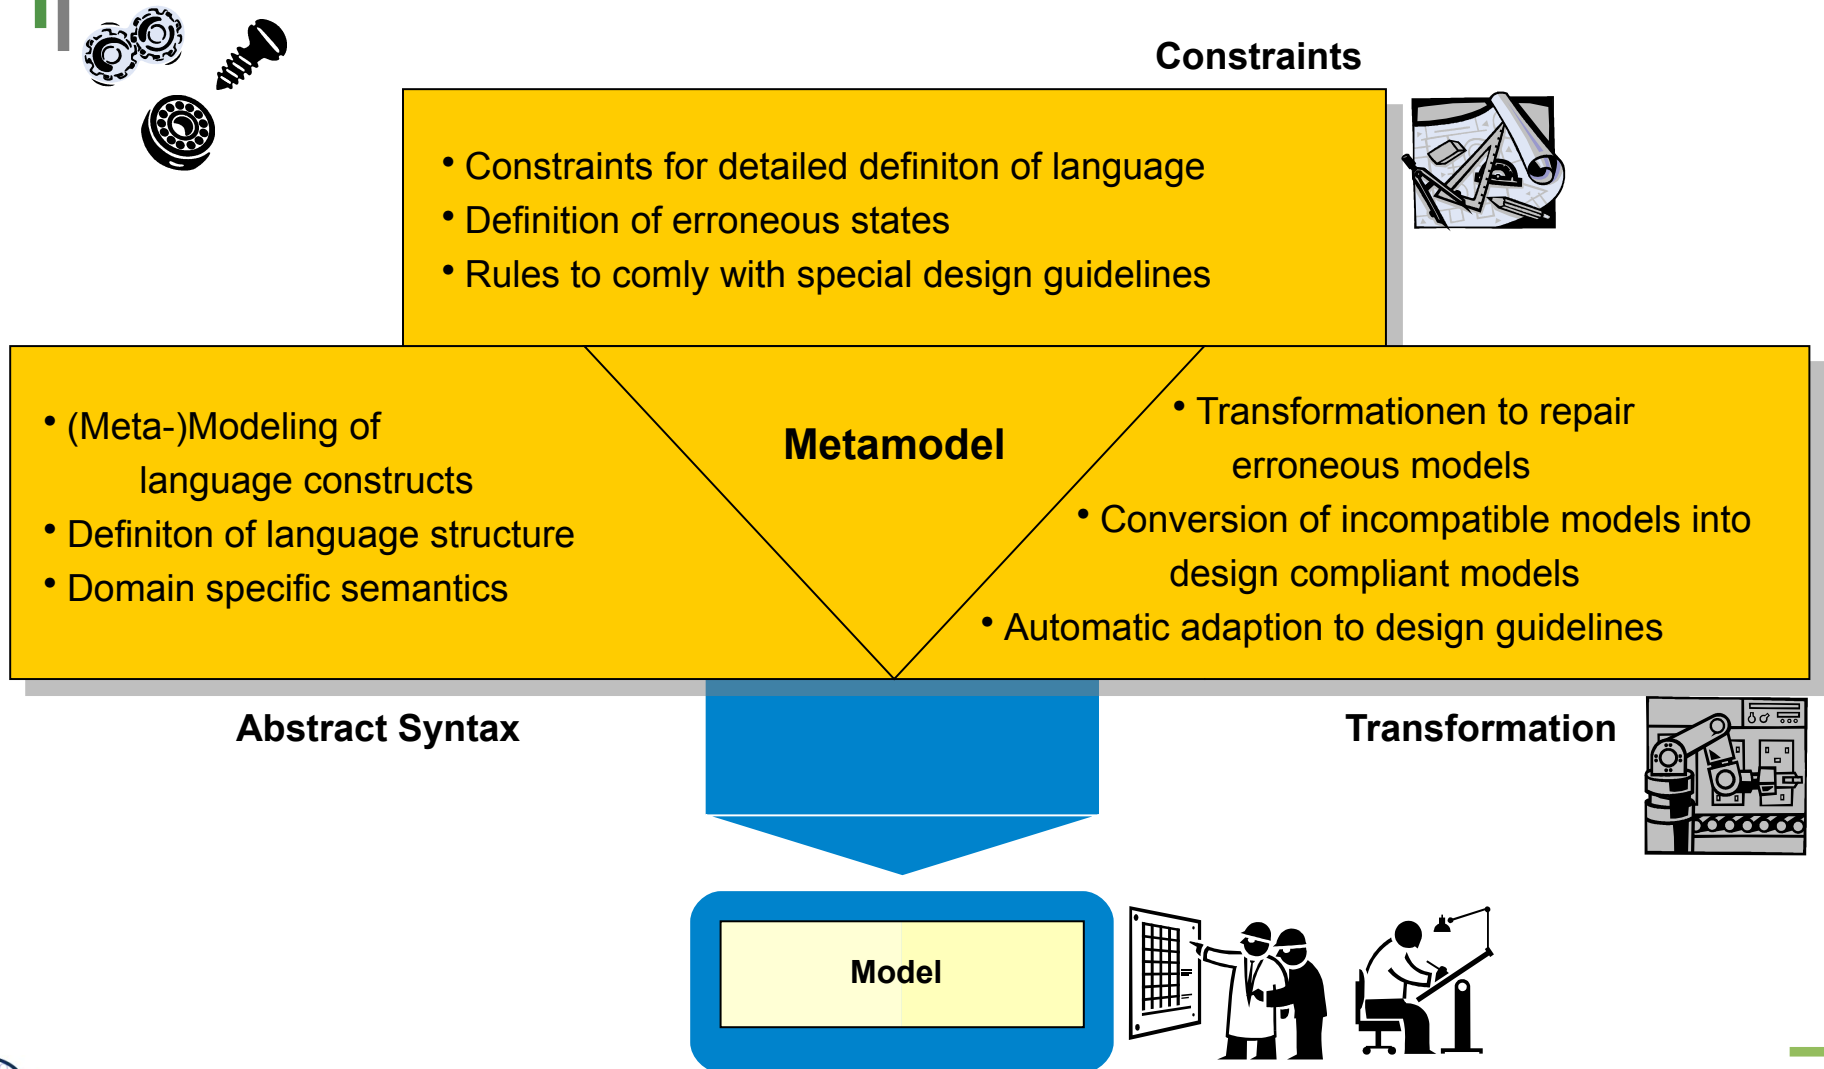 Constraints
• Constraints for detailed definiton of language
• Definition of erroneous states
• Rules to comly with special design guidelines
• (Meta-)Modeling of
language constructs
• Definiton of language structure
• Domain specific semantics
Metamodel
• Transformationen to repair
erroneous models
• Conversion of incompatible models into
design compliant models
• Automatic adaption to design guidelines
Abstract Syntax
Transformation
Model